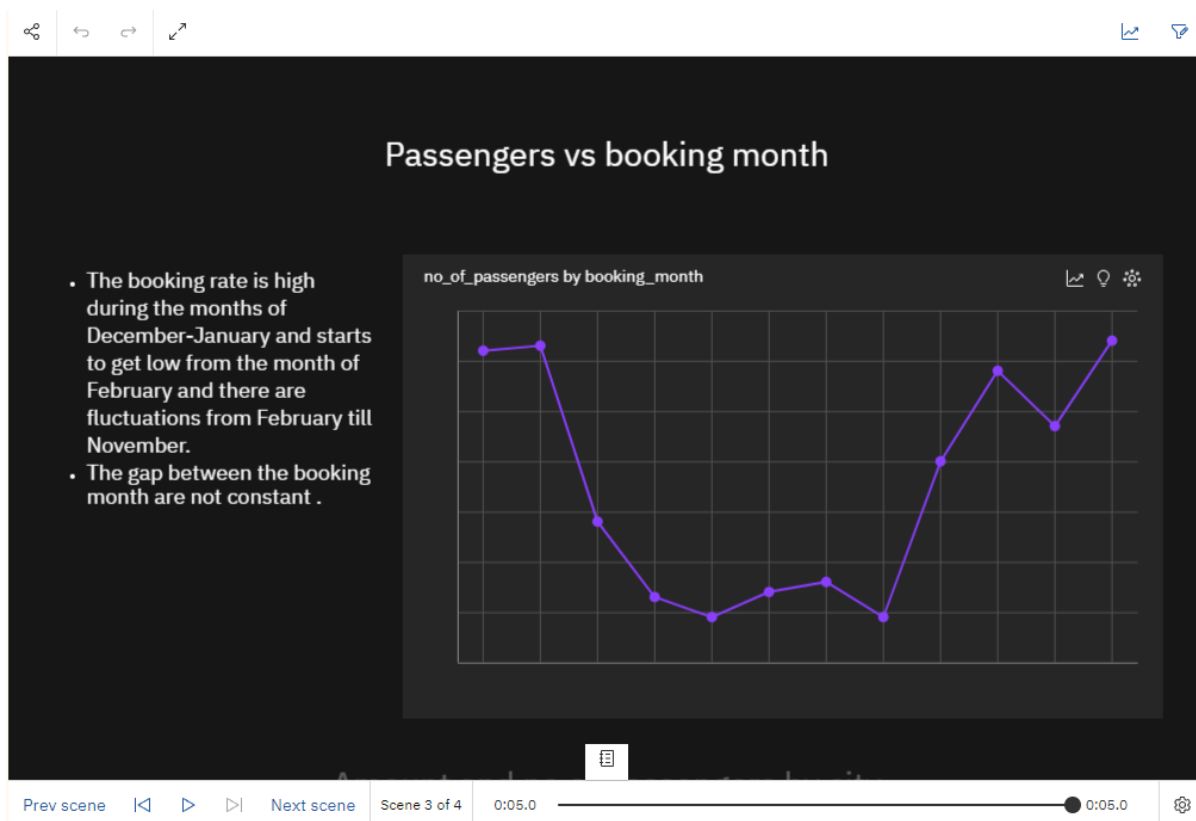 Passengers vs booking month
• The booking rate is high
during the months of
December-January and starts
to get low from the month of
February and there are
fluctuations from February till
November.
• The gap between the booking
month are not constant .
no_of_passengers by booking_month
Prev scene
Next scene
Scene 3 of 4
0:05.0
0:05.0